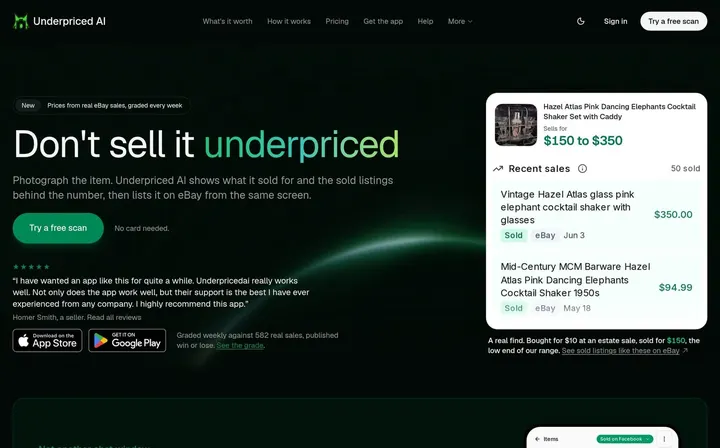 Underpriced AI
What's it worth
How it works
Pricing
Get the app
Help
More
Sign in
Try a free scan
New
Prices from real eBay sales, graded every week
Don't sell it underpriced
Photograph the item. Underpriced AI shows what it sold for and the sold listings
behind the number, then lists it on eBay from the same screen.
Try a free scan
No card needed.
★★★★★
"I have wanted an app like this for quite a while. Underpricedai really works
well. Not only does the app work well, but their support is the best I have ever
experienced from any company. I highly recommend this app."
Homer Smith, a seller. Read all reviews
Download on the
App Store
GET IT ON
Google Play
Graded weekly against 582 real sales, published
win or lose. See the grade.
Hazel Atlas Pink Dancing Elephants Cocktail
Shaker Set with Caddy
Sells for
$150 to $350
Recent sales
50 sold
Vintage Hazel Atlas glass pink
elephant cocktail shaker with
glasses
$350.00
Sold eBay Jun 3
Mid-Century MCM Barware Hazel
Atlas Pink Dancing Elephants
Cocktail Shaker 1950s
$94.99
Sold eBay May 18
A real find. Bought for $10 at an estate sale, sold for $150, the
low end of our range. See sold listings like these on eBay ↗
Not another chat window
← Items
Sold on Facebook